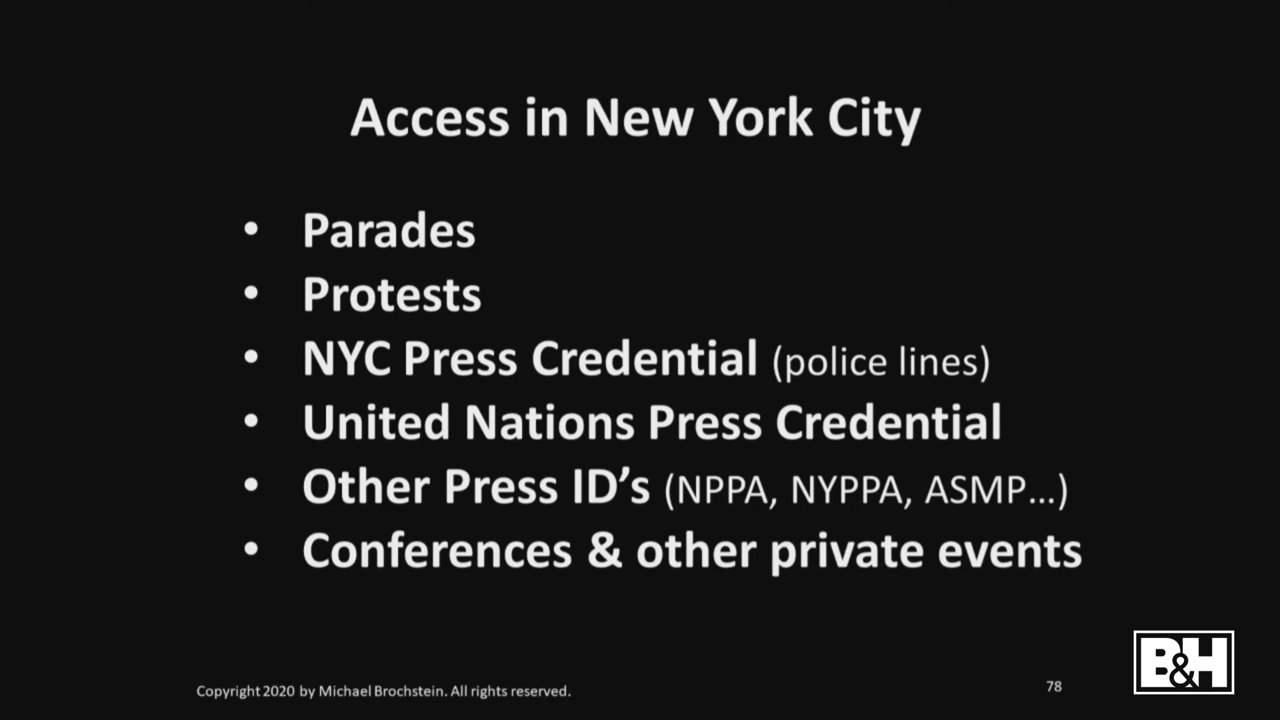 Access in New York City
• Parades
• Protests
• NYC Press Credential (police lines)
• United Nations Press Credential
• Other Press ID’s (NPPA, NYPPA, ASMP...)
• Conferences & other private events
Copyright 2020 by Michael Brochstein. All rights reserved.
78
B&H